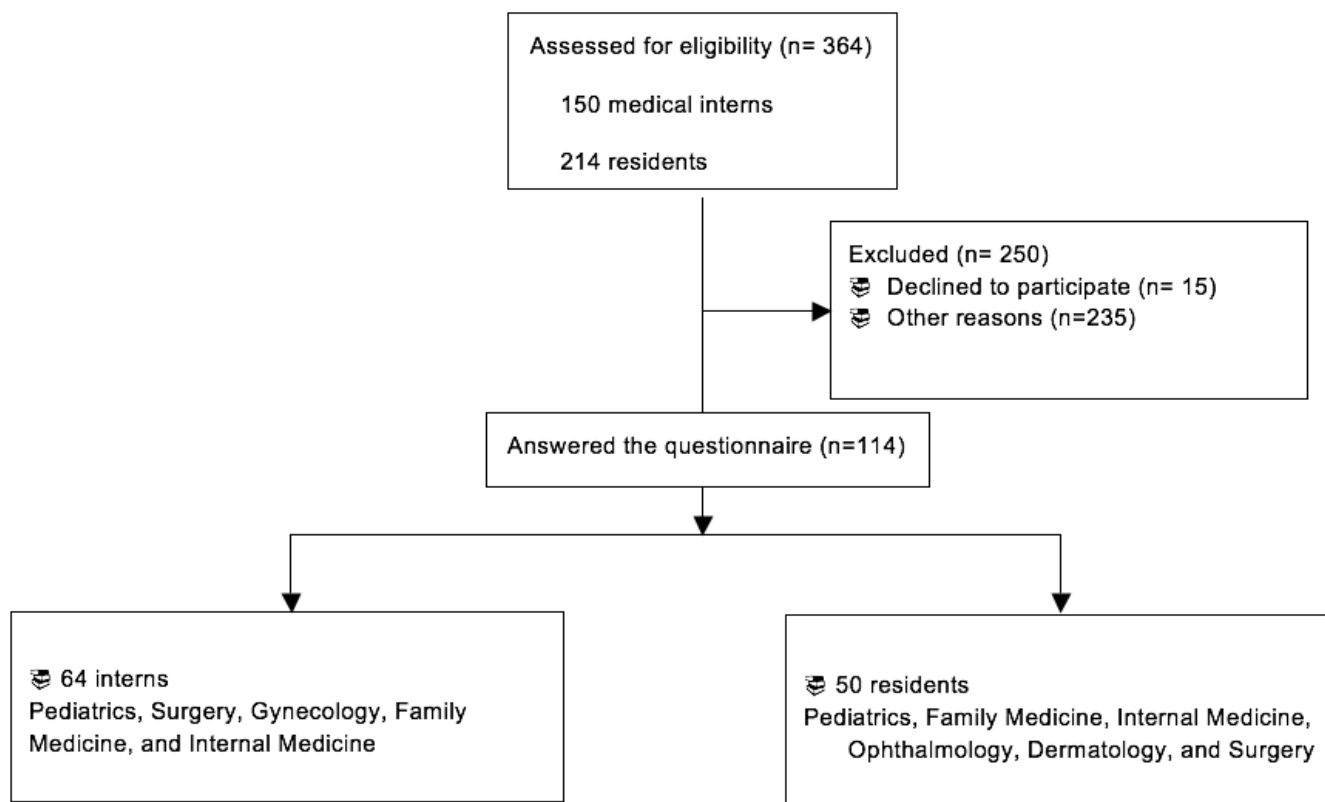 Assessed for eligibility (n= 364)
150 medical interns
214 residents
Excluded (n= 250)
Declined to participate (n= 15)
Other reasons (n=235)
Answered the questionnaire (n=114)
64 interns
Pediatrics, Surgery, Gynecology, Family
Medicine, and Internal Medicine
50 residents
Pediatrics, Family Medicine, Internal Medicine,
Ophthalmology, Dermatology, and Surgery